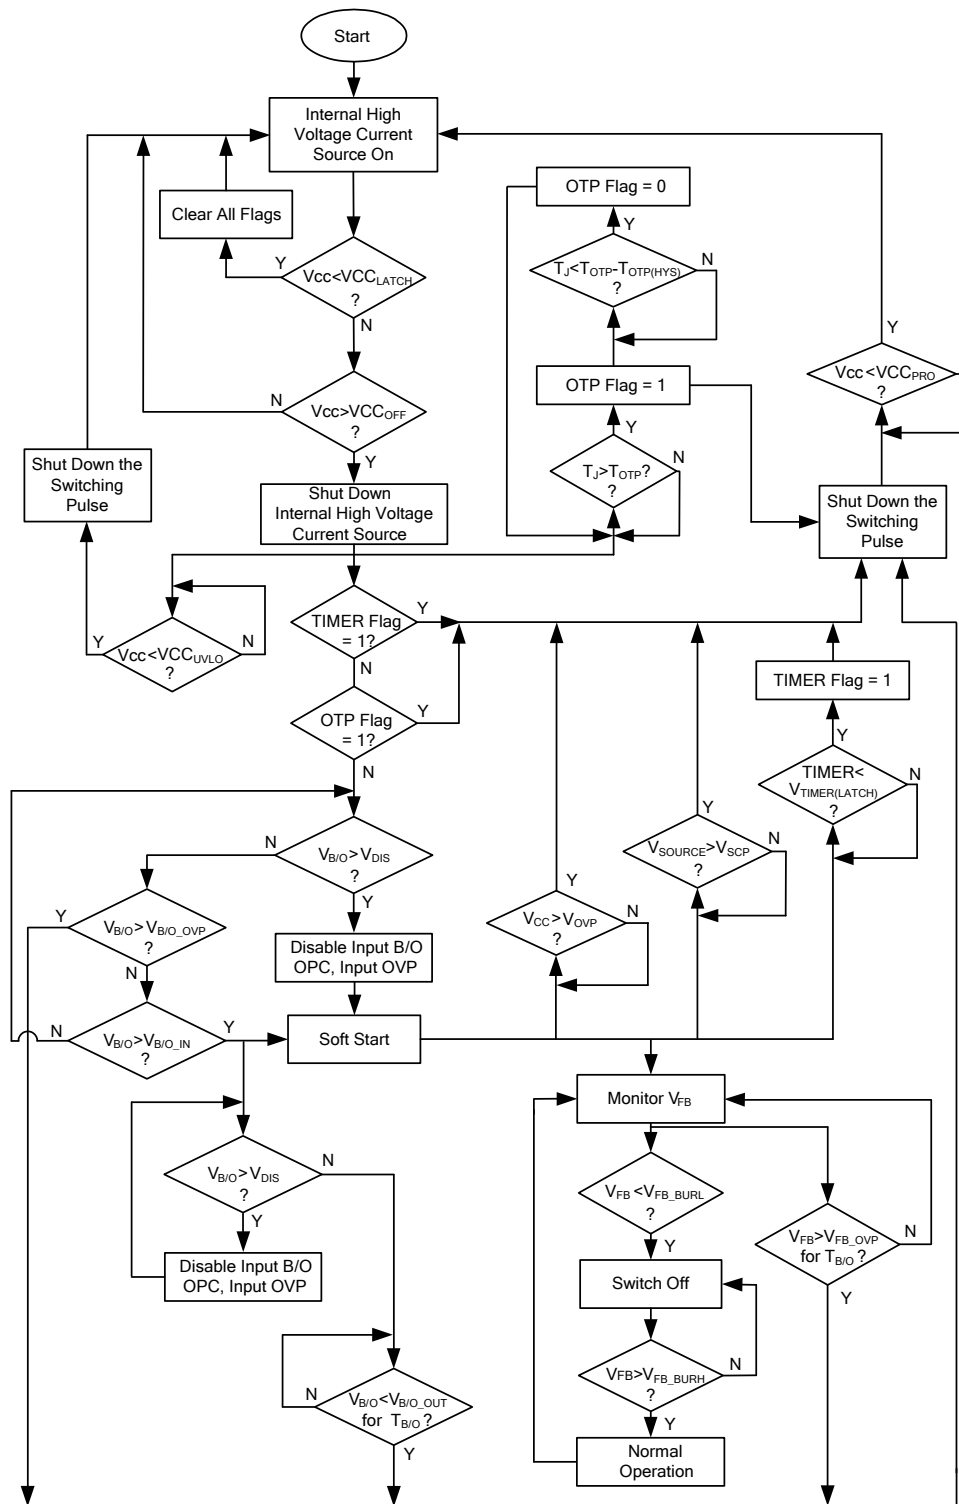 Start
Internal High
Voltage Current
Source On
Clear All Flags
OTP Flag = 0
Y
TJ<TOTP-TOTP(HYS)
?
N
Y
Vcc<VCCLATCH
?
N
Y
Vcc<VCCPRO
?
OTP Flag = 1
N
Vcc>VCCOFF
?
Y
Y
TJ>TOTP?
?
N
Shut Down the
Switching
Pulse
Shut Down
Internal High Voltage
Current Source
Shut Down the
Switching
Pulse
Y
Vcc<VCCUVLO
?
N
TIMER Flag
= 1?
Y
N
OTP Flag
= 1?
Y
N
TIMER Flag = 1
Y
TIMER<
VTIMER(LATCH)
?
N
N
VB/O>VDIS
?
Y
Y
VSOURCE>VSCP
?
N
Y
VB/O>VB/O_OVP
?
N
Disable Input B/O
OPC, Input OVP
Y
VCC>VOVP
?
N
N
VB/O>VB/O_IN
?
Y
Soft Start
Monitor VFB
VB/O>VDIS
?
N
Y
Disable Input B/O
OPC, Input OVP
VFB<VFB_BURL
?
Y
VFB>VFB_OVP
for TB/O?
N
Y
Switch Off
VFB>VFB_BURH
?
N
Y
Normal
Operation
N
VB/O<VB/O_OUT
for TB/O?
Y